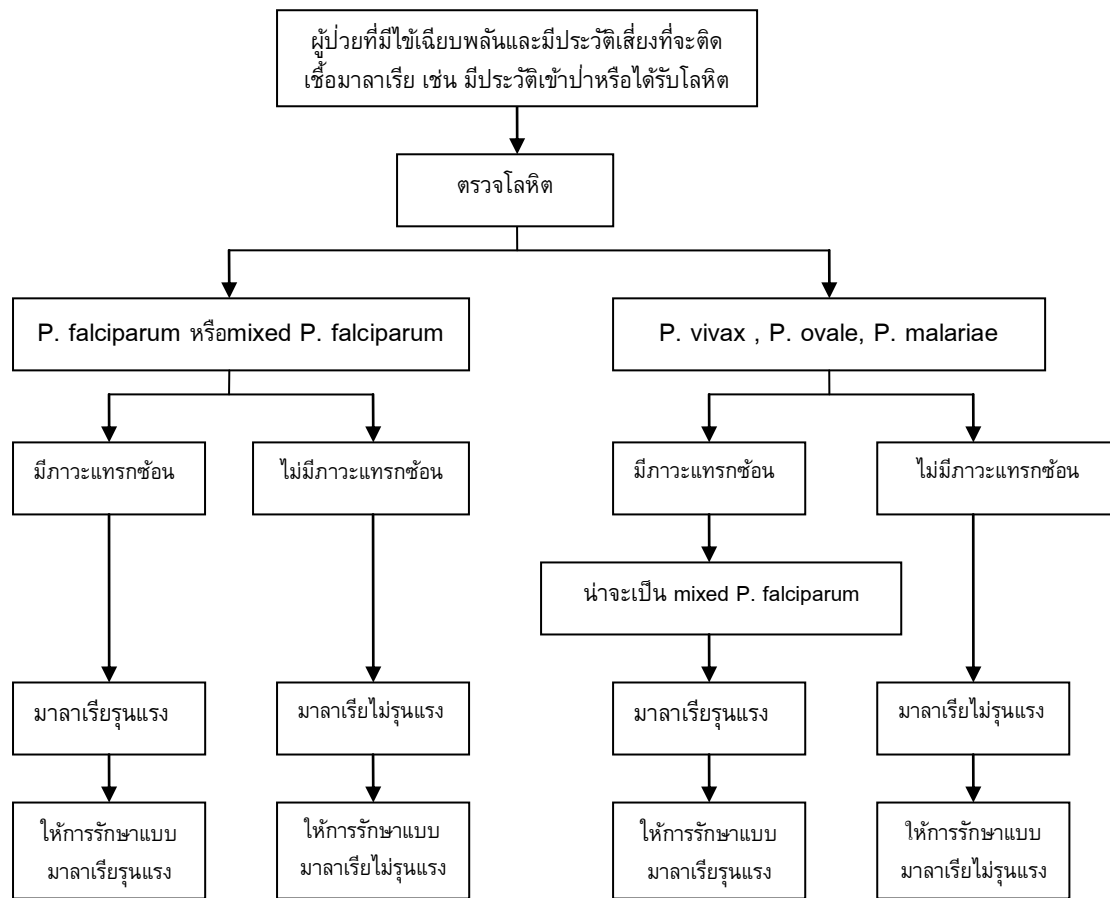 ผู้ป่วยที่มีไข้เฉียบพลันและมีประวัติเสี่ยงที่จะติด
เชื้อมาลาเรีย เช่น มีประวัติเข้าป่าหรือได้รับโลหิต
ตรวจโลหิต
P. falciparum หรือmixed P. falciparum
P. vivax , P. ovale, P. malariae
มีภาวะแทรกซ้อน
ไม่มีภาวะแทรกซ้อน
มีภาวะแทรกซ้อน
ไม่มีภาวะแทรกซ้อน
น่าจะเป็น mixed P. falciparum
มาลาเรียรุนแรง
มาลาเรียไม่รุนแรง
มาลาเรียรุนแรง
มาลาเรียไม่รุนแรง
ให้การรักษาแบบ
มาลาเรียรุนแรง
ให้การรักษาแบบ
มาลาเรียไม่รุนแรง
ให้การรักษาแบบ
มาลาเรียรุนแรง
ให้การรักษาแบบ
มาลาเรียไม่รุนแรง